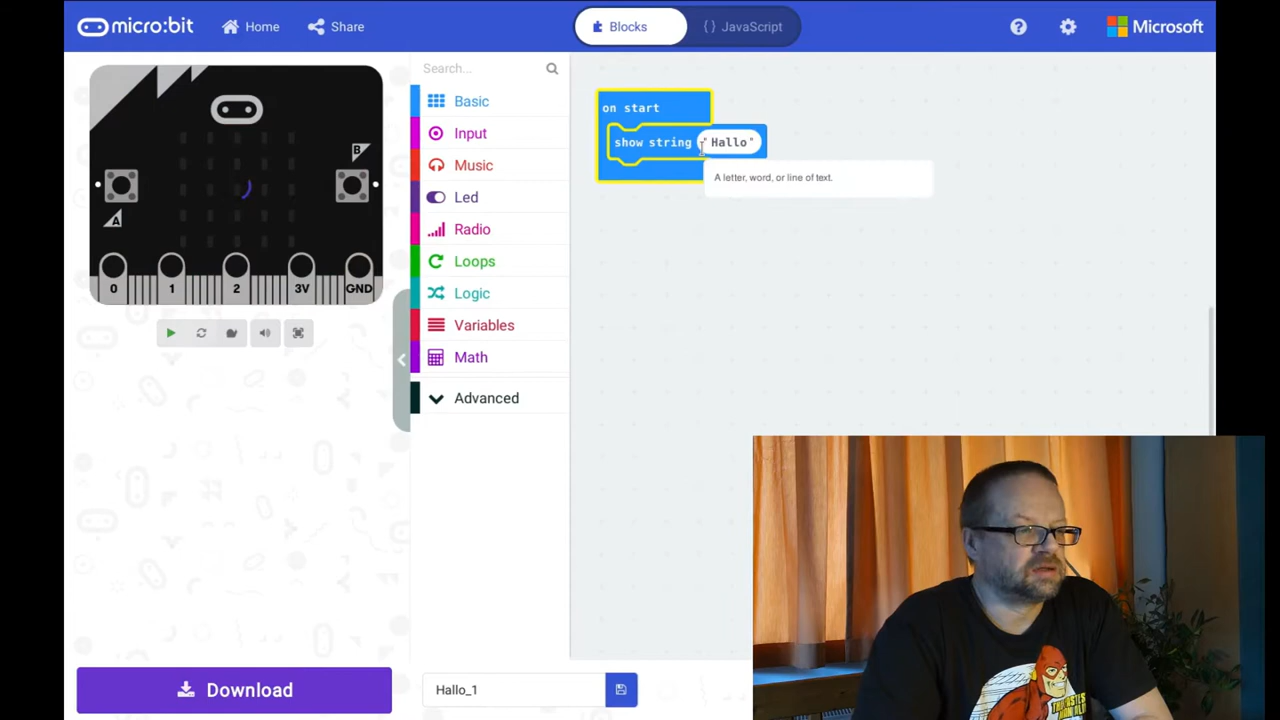 micro:bit
Home
Share
Blocks
{ } JavaScript
?
Microsoft
Search...
Basic
Input
Music
Led
Radio
Loops
Logic
Variables
Math
Advanced
on start
show string "Hallo"
A letter, word, or line of text.
A
B
0
1
2
3V
GND
Download
Hallo_1